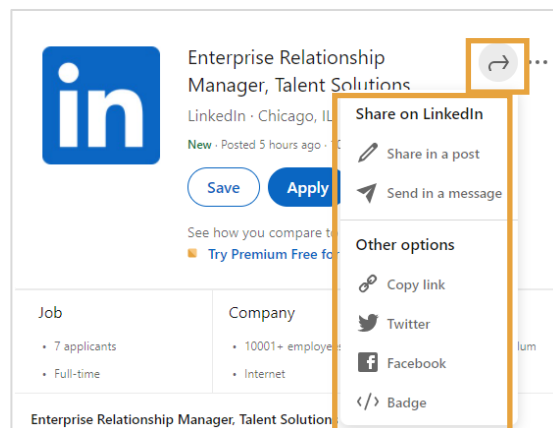 in
Enterprise Relationship
Manager, Talent Solutions
LinkedIn · Chicago, IL
New · Posted 5 hours ago ·
Save
Apply
See how you compare to
Try Premium Free for
Share on LinkedIn
Share in a post
Send in a message
Other options
Copy link
Twitter
Facebook
Badge
Job
• 7 applicants
• Full-time
Company
• 10001+ employees
• Internet
Enterprise Relationship Manager, Talent Solution